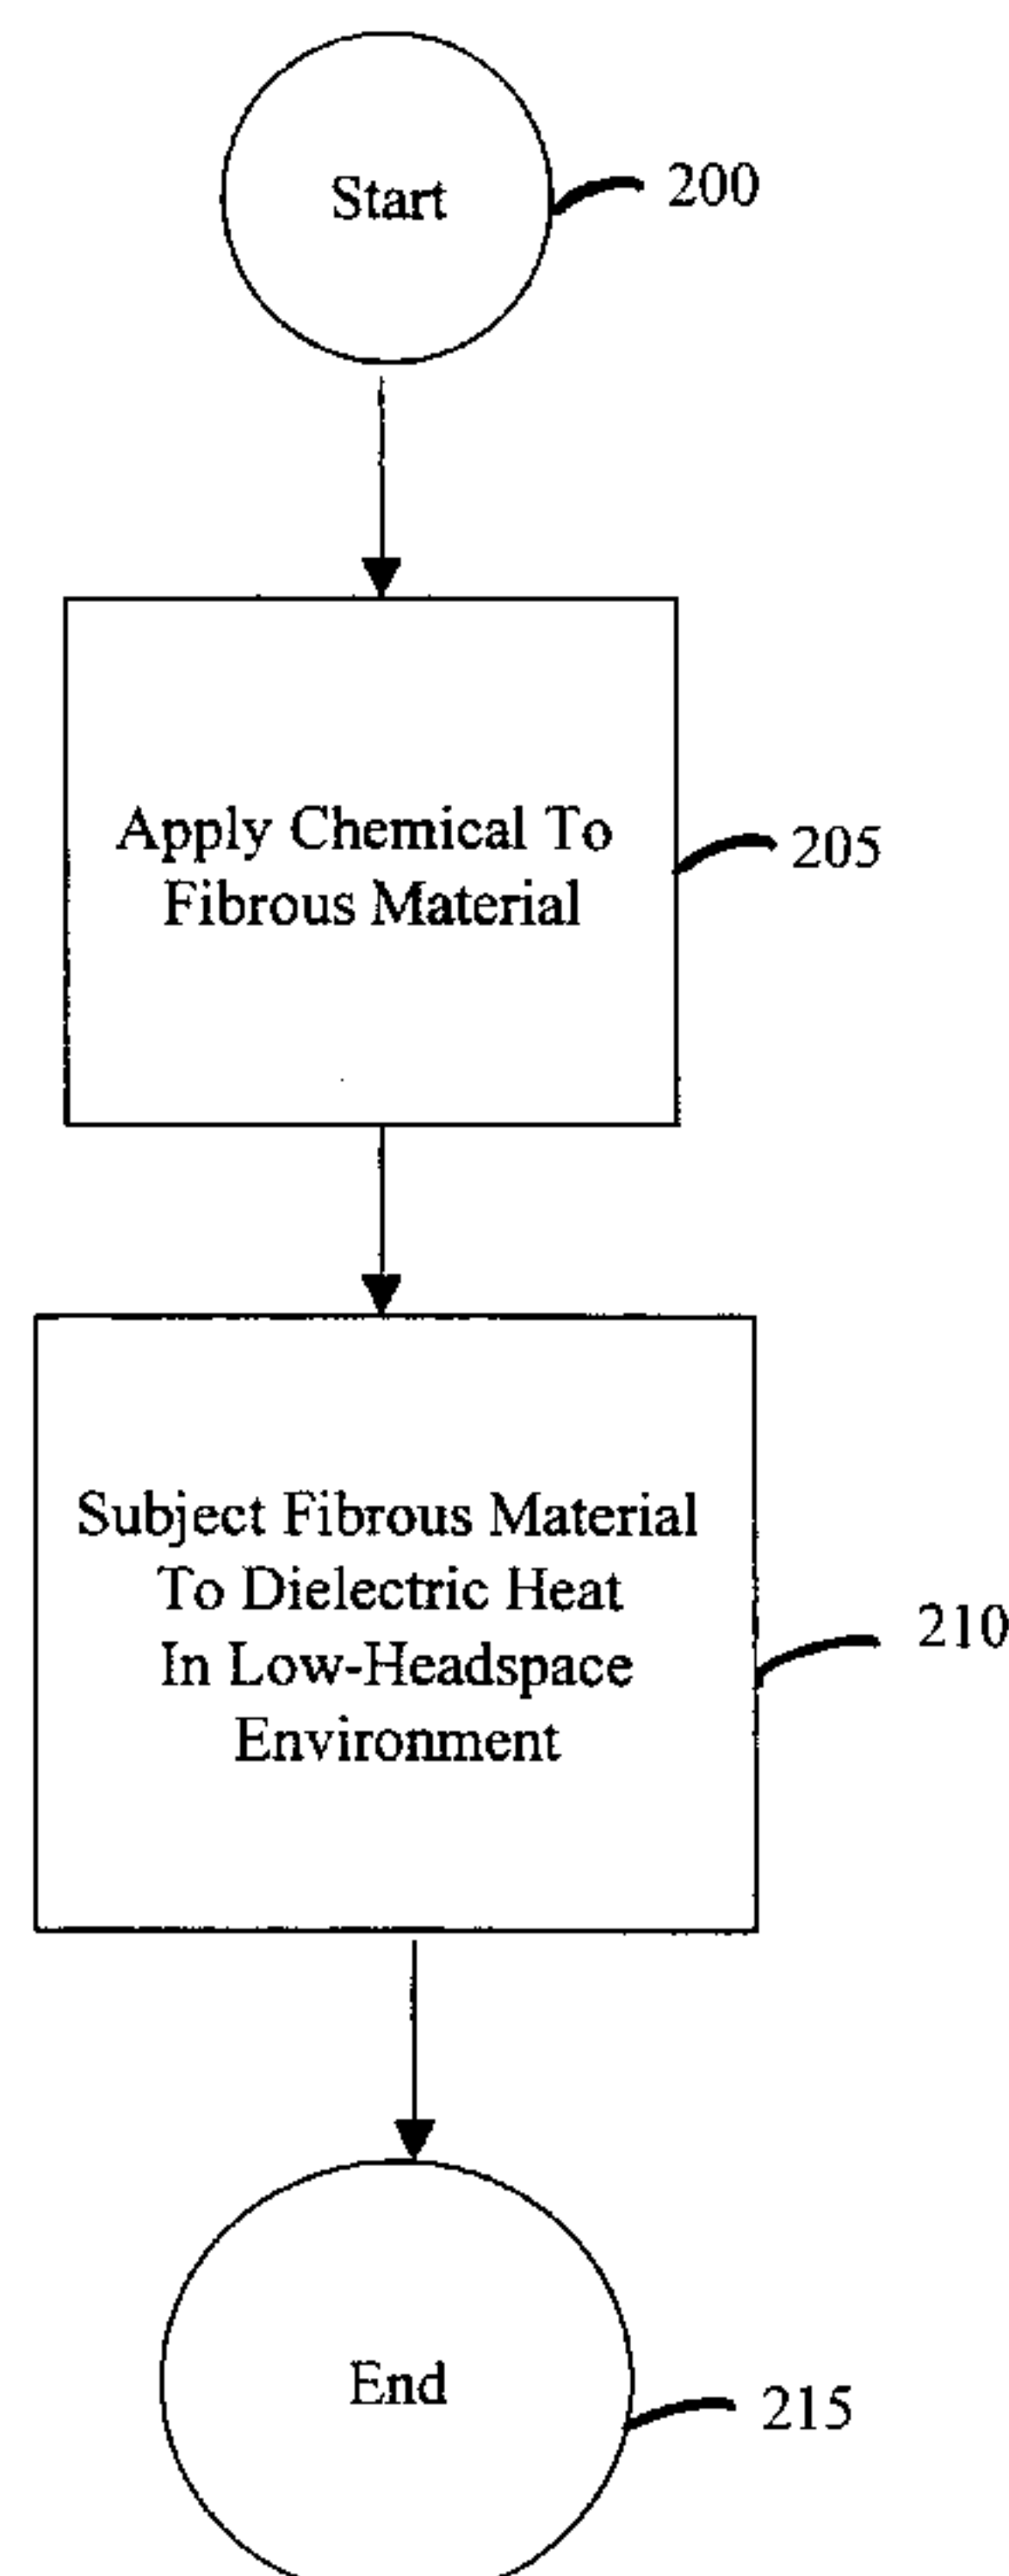 Start
200
Apply Chemical To
Fibrous Material
205
Subject Fibrous Material
To Dielectric Heat
In Low-Headspace
Environment
210
End
215